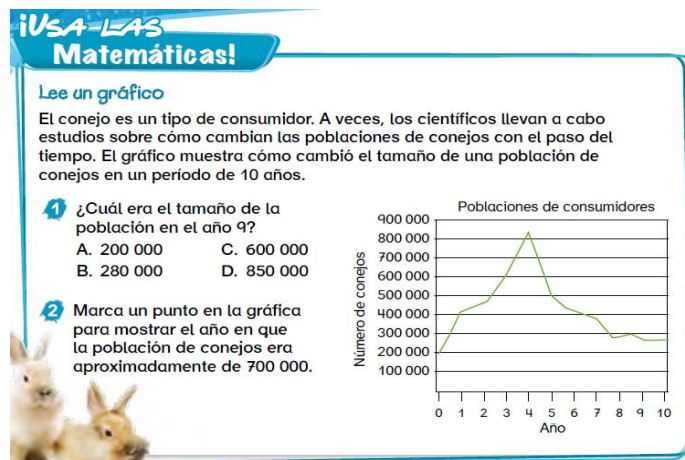 ¡USA LAS
Matemáticas!
Lee un gráfico
El conejo es un tipo de consumidor. A veces, los científicos llevan a cabo
estudios sobre cómo cambian las poblaciones de conejos con el paso del
tiempo. El gráfico muestra cómo cambió el tamaño de una población de
conejos en un período de 10 años.
1 ¿Cuál era el tamaño de la
población en el año 9?
A. 200 000 C. 600 000
B. 280 000 D. 850 000
2 Marca un punto en la gráfica
para mostrar el año en que
la población de conejos era
aproximadamente de 700 000.
Poblaciones de consumidores
Número de conejos
900 000
800 000
700 000
600 000
500 000
400 000
300 000
200 000
100 000
0 1 2 3 4 5 6 7 8 9 10
Año